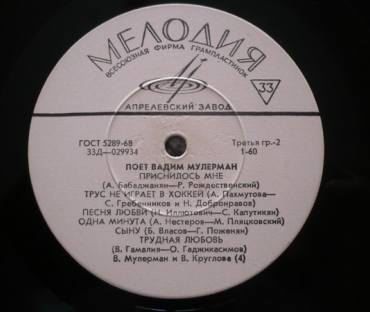 МЕЛОДИЯ
ВСЕСОЮЗНАЯ ФИРМА ГРАМПЛАСТИНОК
33
АПРЕЛЕВСКИЙ ЗАВОД
ГОСТ 5289-68
Третья гр.-2
33Д-029934
1-60
ПОЕТ ВАДИМ МУЛЕРМАН
ПРИСНИЛОСЬ МНЕ
(А. Бабаджанян—Р. Рождественский)
ТРУС НЕ ИГРАЕТ В ХОККЕЙ (А. Пахмутова—
С. Гребенников и Н. Добронравов)
ПЕСНЯ ЛЮБВИ (Н. Иллютович—С. Капутикян)
ОДНА МИНУТА (А. Нестеров—М. Пляцковский)
СЫНУ (Б. Власов—Г. Поженян)
ТРУДНАЯ ЛЮБОВЬ
(В. Гамалия—О. Гаджикасимов)
В. Мулерман и В. Круглова (4)